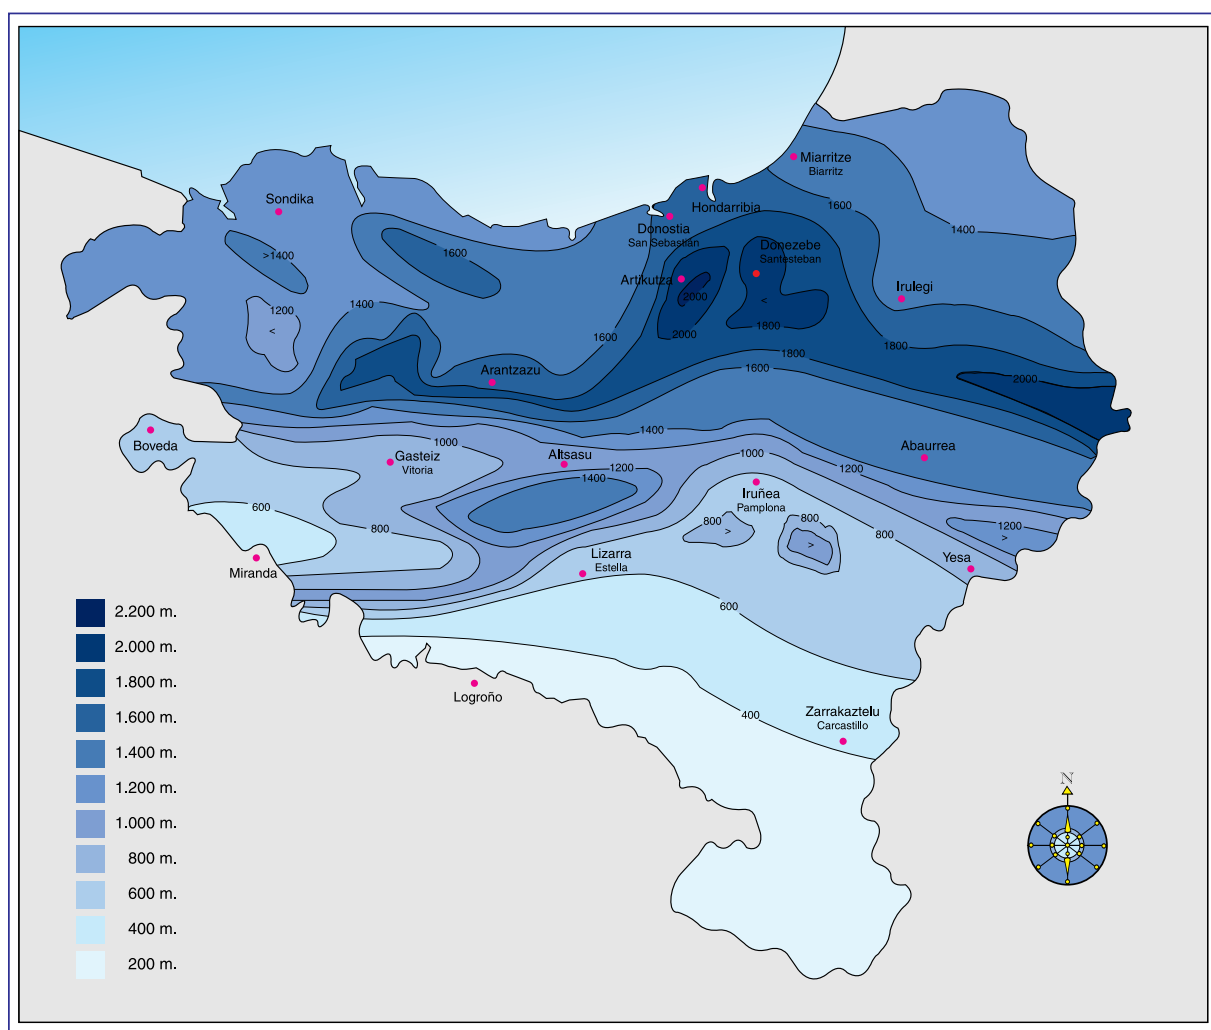 Miarritze
Biarritz
Hondarribia
Sondika
Donostia
San Sebastián
Donezebe
Santesteban
Artikutza
Irulegi
Arantzazu
Boveda
Gasteiz
Vitoria
Altsasu
Abaurrea
Iruñea
Pamplona
Lizarra
Estella
Yesa
Miranda
Logroño
Zarrakaztelu
Carcastillo
1600
1400
>1400
1600
1400
1200
<
2000
<
2000
1800
1600
1800
1800
1600
2000
1400
1000
1000
1200
1200
1400
600
800
800
>
800
>
800
1200
>
600
400
2.200 m.
2.000 m.
1.800 m.
1.600 m.
1.400 m.
1.200 m.
1.000 m.
800 m.
600 m.
400 m.
200 m.
N